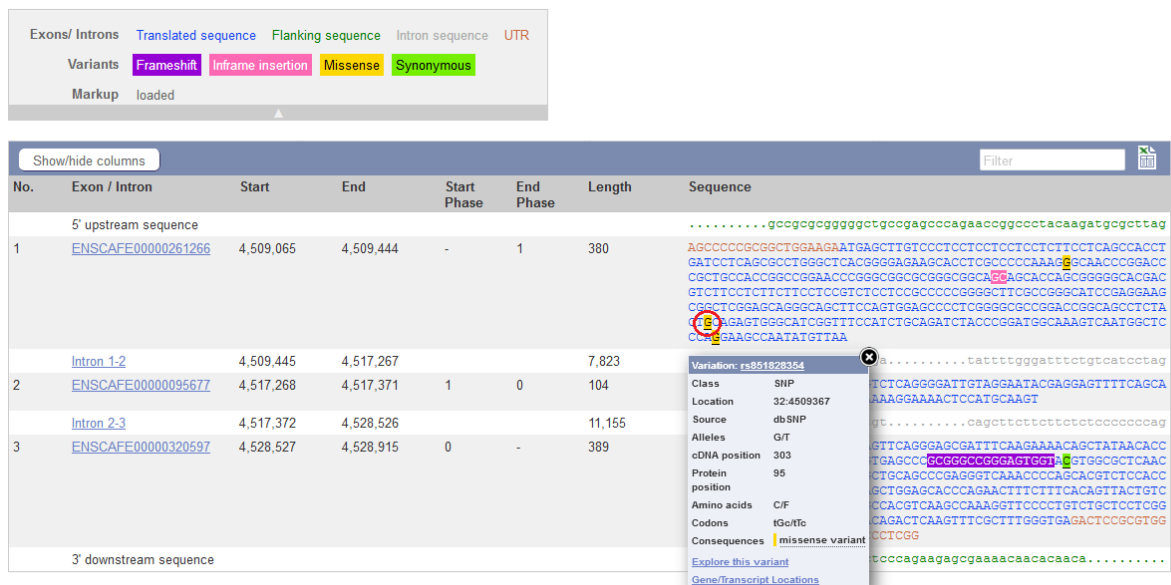 Exons/ Introns Translated sequence Flanking sequence Intron sequence UTR
Variants Frameshift Inframe insertion Missense Synonymous
Markup loaded
Show/hide columns Filter
No. Exon / Intron Start End Start Phase End Phase Length Sequence
5' upstream sequence ..........gccgcgcgggggctgccgagcccagaaccggccctacaagatgcgcttag
1 ENSCAFE00000261266 4,509,065 4,509,444 - 1 380 AGCCCCCGCGGCTGGAAGAATGAGCTTGTCCCTCCTCCTCCTCCTCTTCCTCAGCCACCT
GATCCTCAGCGCCTGGGCTCACGGGGAGAAGCACCTCGCCCCCAAAGGGCAACCCGGACC
CGCTGCCACCGGCCGGAACCCGGGCGGCGCGGGCGGCAGCAGCACCAGCGGGGGCACGAC
GTCTTCCTCTTCTTCCTCCGTCTCCTCCGCCCCCGGGGCTTCGCCGGGCATCCGAGGAAG
CGGCTCGGAGCAGGGCAGCTTCCAGTGGAGCCCCTCGGGGCGCCGGACCGGCAGCCTCTA
GTGCAGAGTGGGCATCGGTTTCCATCTGCAGATCTACCCGGATGGCAAAGTCAATGGCTC
CCAGGAAGCCAATATGTTAA
Intron 1-2 4,509,445 4,517,267 7,823 a..........tattttgggatttctgtcatcctag
2 ENSCAFE00000095677 4,517,268 4,517,371 1 0 104 TCTCAGGGGATTGTAGGAATACGAGGAGTTTTCAGCA
AAAGGAAAACTCCATGCAAGT
Intron 2-3 4,517,372 4,528,526 11,155 gt..........cagcttcttctctctcccccccag
3 ENSCAFE00000320597 4,528,527 4,528,915 0 - 389 GTTCAGGGAGCGATTTCAAGAAAACAGCTATAACACC
TGAGCCCGCGGGCCGGGAGTGGTACGTGGCGCTCAAC
CTGCAGCCCGAGGGTCAAACCCCAGCACGTCTCCACC
GCTGGAGCACCCAGAACTTTCTTTCACAGTTACTGTC
CCACGTCAAGCCAAAGGTTCCCCTGTCTGCTCCTCGG
CAGACTCAAGTTTCGCTTTGGGTGAGACTCCGCGTGG
CCTCGG
3' downstream sequence tcccagaagagcgaaaacaacacaaca..........
Variation: rs851828354
Class SNP
Location 32:4509367
Source dbSNP
Alleles G/T
cDNA position 303
Protein position 95
Amino acids C/F
Codons tGc/tTc
Consequences missense variant
Explore this variant
Gene/Transcript Locations